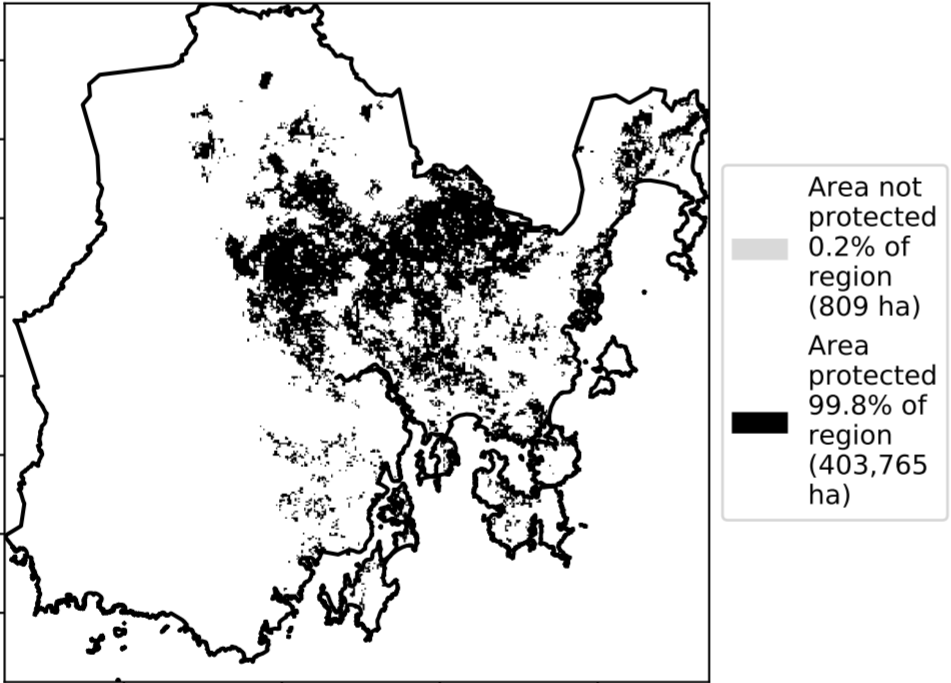 Area not
protected
0.2% of
region
(809 ha)
Area
protected
99.8% of
region
(403,765
ha)